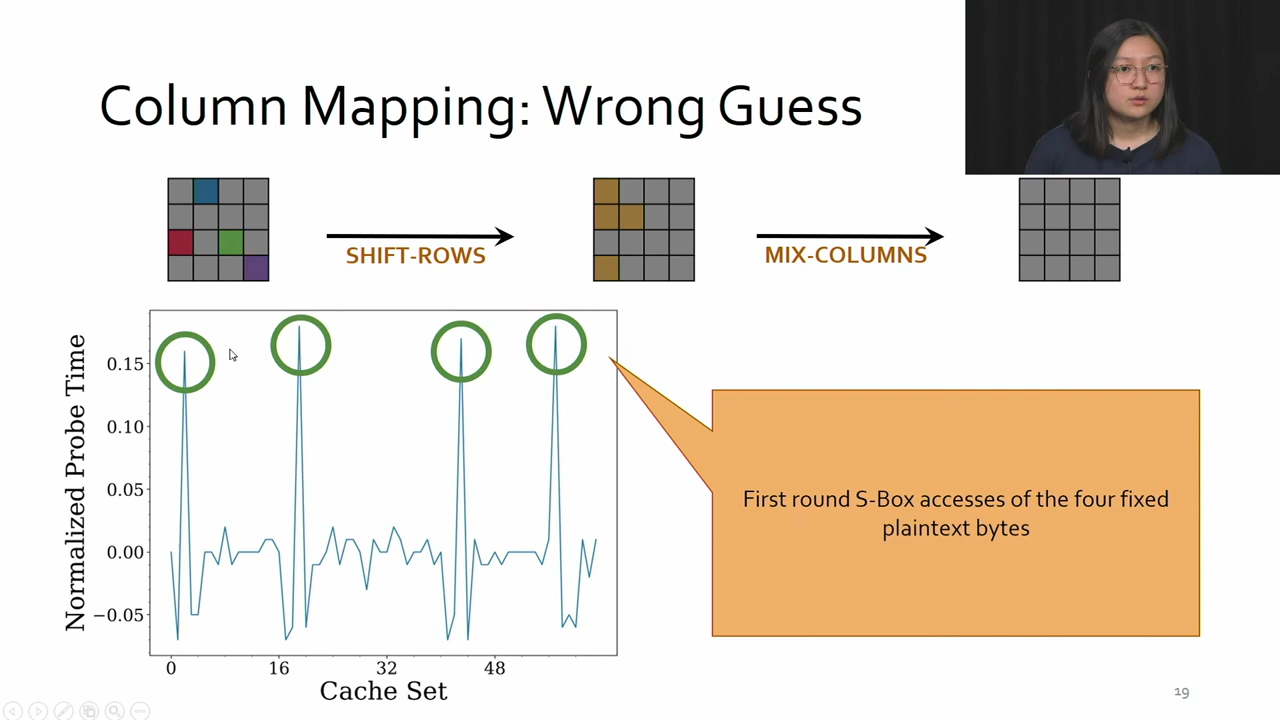 Column Mapping: Wrong Guess
SHIFT-ROWS
MIX-COLUMNS
Normalized Probe Time
0.15
0.10
0.05
0.00
−0.05
0
16
32
48
Cache Set
First round S-Box accesses of the four fixed
plaintext bytes
19